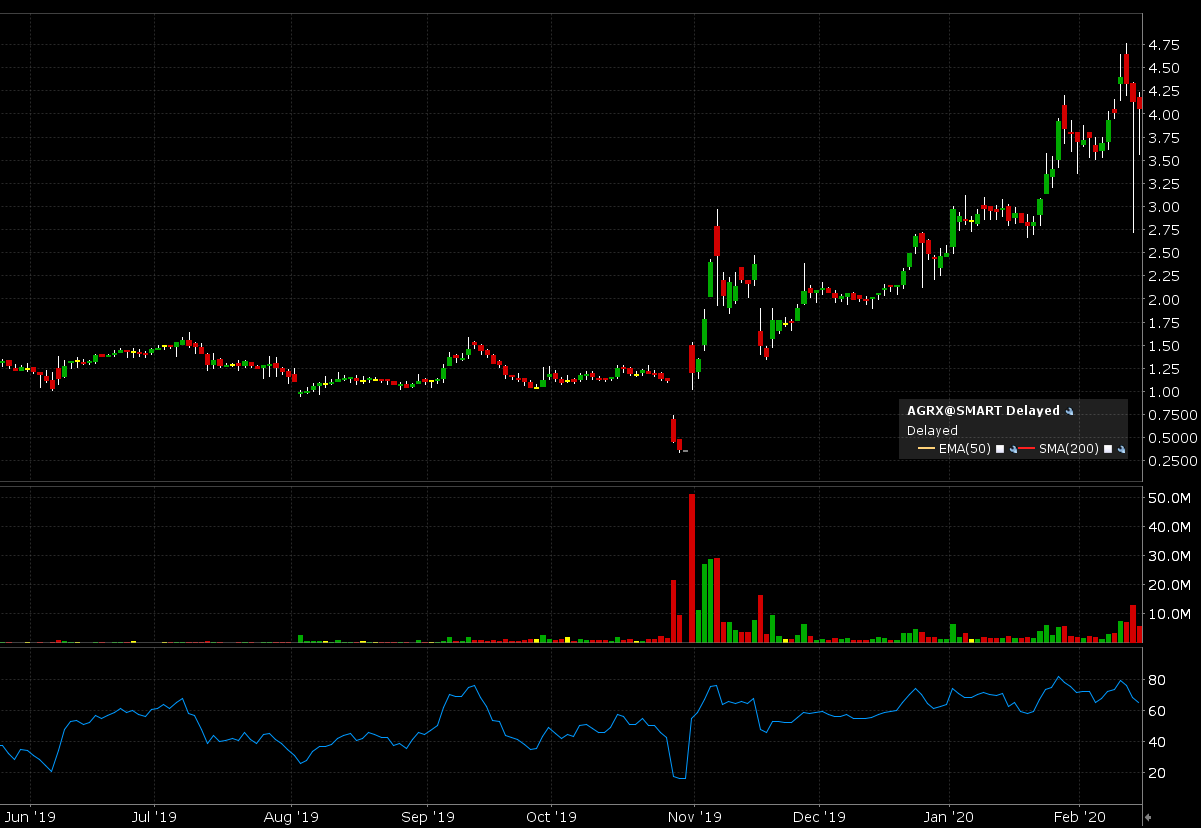 4.75
4.50
4.25
4.00
3.75
3.50
3.25
3.00
2.75
2.50
2.25
2.00
1.75
1.50
1.25
1.00
0.7500
0.5000
0.2500
AGRX@SMART Delayed
Delayed
EMA(50) SMA(200)
50.0M
40.0M
30.0M
20.0M
10.0M
80
60
40
20
Jun '19 Jul '19 Aug '19 Sep '19 Oct '19 Nov '19 Dec '19 Jan '20 Feb '20